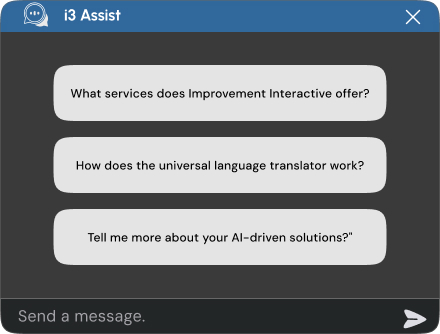 i3 Assist
What services does Improvement Interactive offer?
How does the universal language translator work?
Tell me more about your AI-driven solutions?"
Send a message.